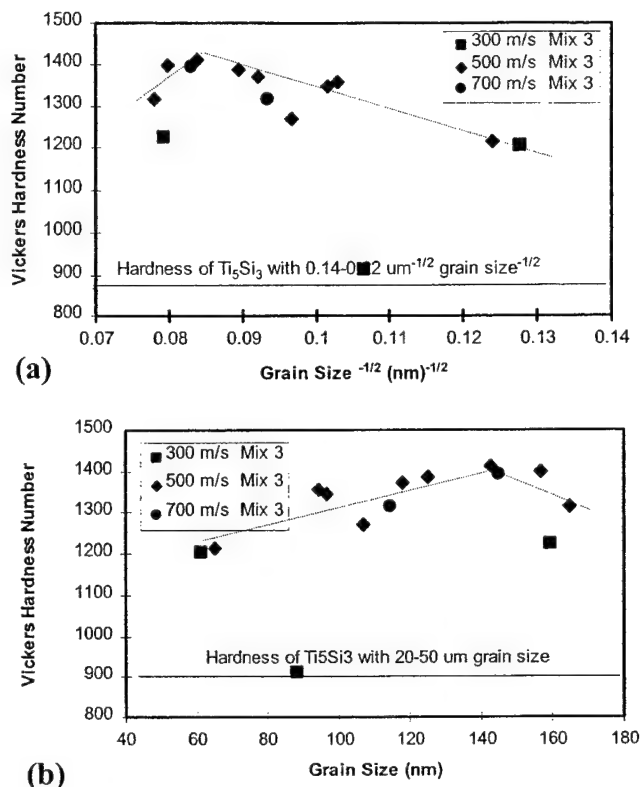 1500
1400
1300
1200
1100
1000
900
800
Vickers Hardness Number
300 m/s Mix 3
500 m/s Mix 3
700 m/s Mix 3
Hardness of Ti5Si3 with 0.14-0. 2 um-1/2 grain size-1/2
0.07 0.08 0.09 0.1 0.11 0.12 0.13 0.14
(a)
Grain Size -1/2 (nm)-1/2
1500
1400
1300
1200
1100
1000
900
800
Vickers Hardness Number
300 m/s Mix 3
500 m/s Mix 3
700 m/s Mix 3
Hardness of Ti5Si3 with 20-50 um grain size
40 60 80 100 120 140 160 180
(b)
Grain Size (nm)